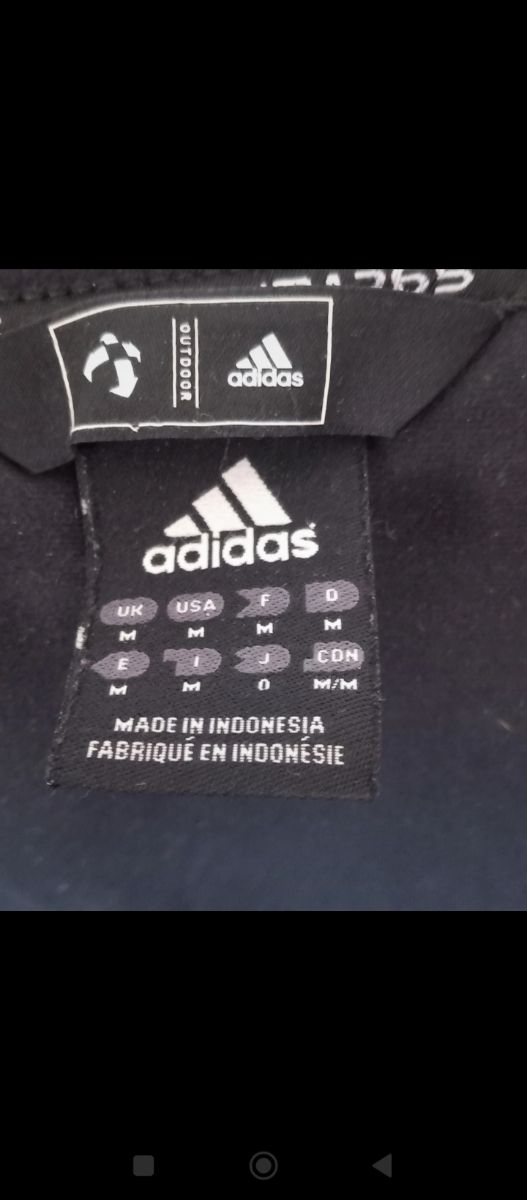 OUTDOOR
adidas
adidas
UK USA F D
M M M M
E I J CDN
M M O M/M
MADE IN INDONESIA
FABRIQUÉ EN INDONÉSIE